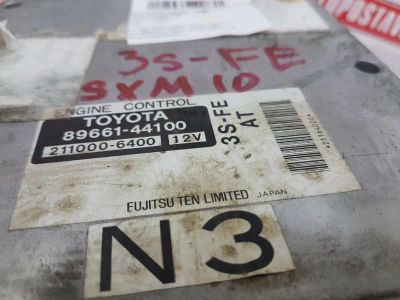 3S-FE
SXM10
ENGINE CONTROL
TOYOTA
89661-44100
211000-6400 12V
3S-FE
AT
FUJITSU TEN LIMITED JAPAN
N3